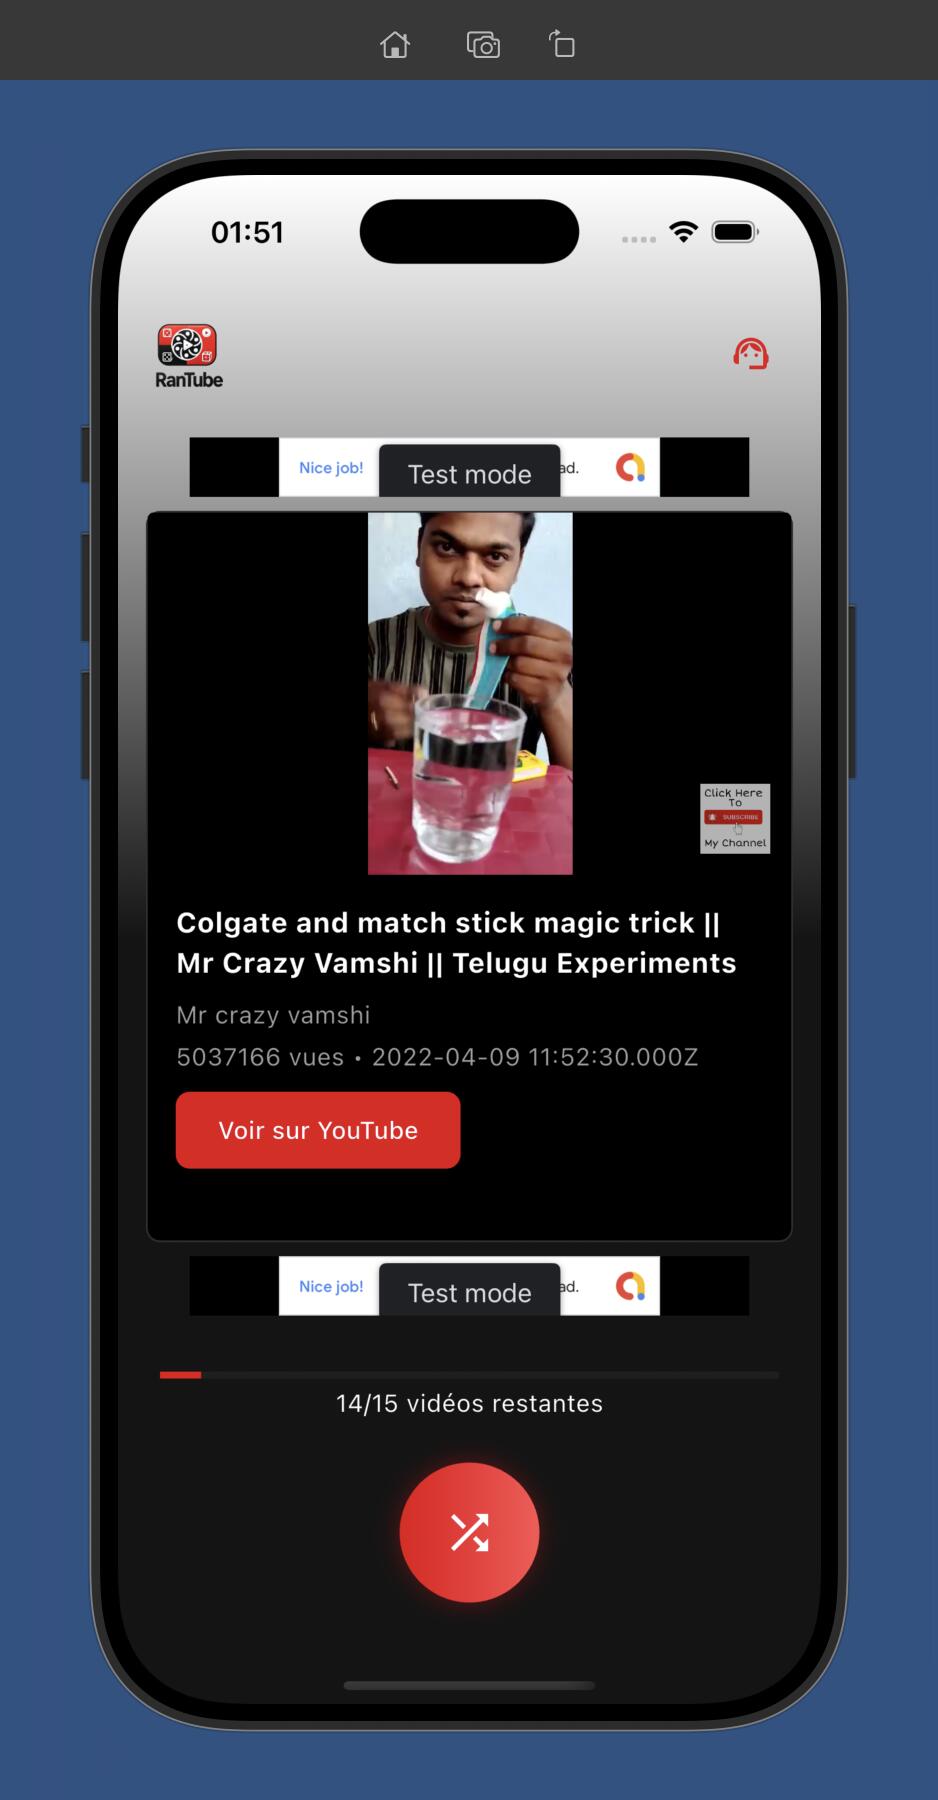 01:51
RanTube
Nice job!
Test mode
ad.
Click Here
To
SUBSCRIBE
My Channel
Colgate and match stick magic trick ||
Mr Crazy Vamshi || Telugu Experiments
Mr crazy vamshi
5037166 vues • 2022-04-09 11:52:30.000Z
Voir sur YouTube
Nice job!
Test mode
ad.
14/15 vidéos restantes